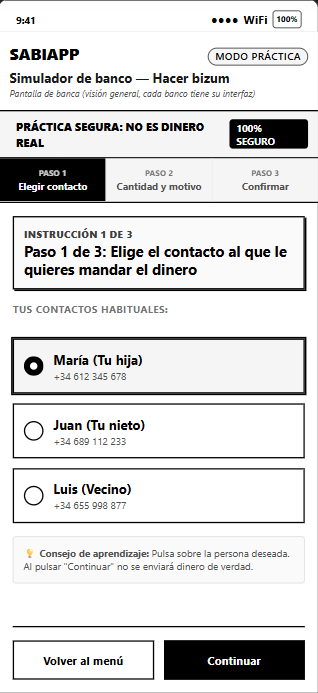 9:41
WiFi
100%
SABIAPP
MODO PRÁCTICA
Simulador de banco — Hacer bizum
Pantalla de banca (visión general, cada banco tiene su interfaz)
PRÁCTICA SEGURA: NO ES DINERO
REAL
100%
SEGURO
PASO 1
Elegir contacto
PASO 2
Cantidad y motivo
PASO 3
Confirmar
INSTRUCCIÓN 1 DE 3
Paso 1 de 3: Elige el contacto al que le
quieres mandar el dinero
TUS CONTACTOS HABITUALES:
María (Tu hija)
+34 612 345 678
Juan (Tu nieto)
+34 689 112 233
Luis (Vecino)
+34 655 998 877
Consejo de aprendizaje: Pulsa sobre la persona deseada.
Al pulsar "Continuar" no se enviará dinero de verdad.
Volver al menú
Continuar